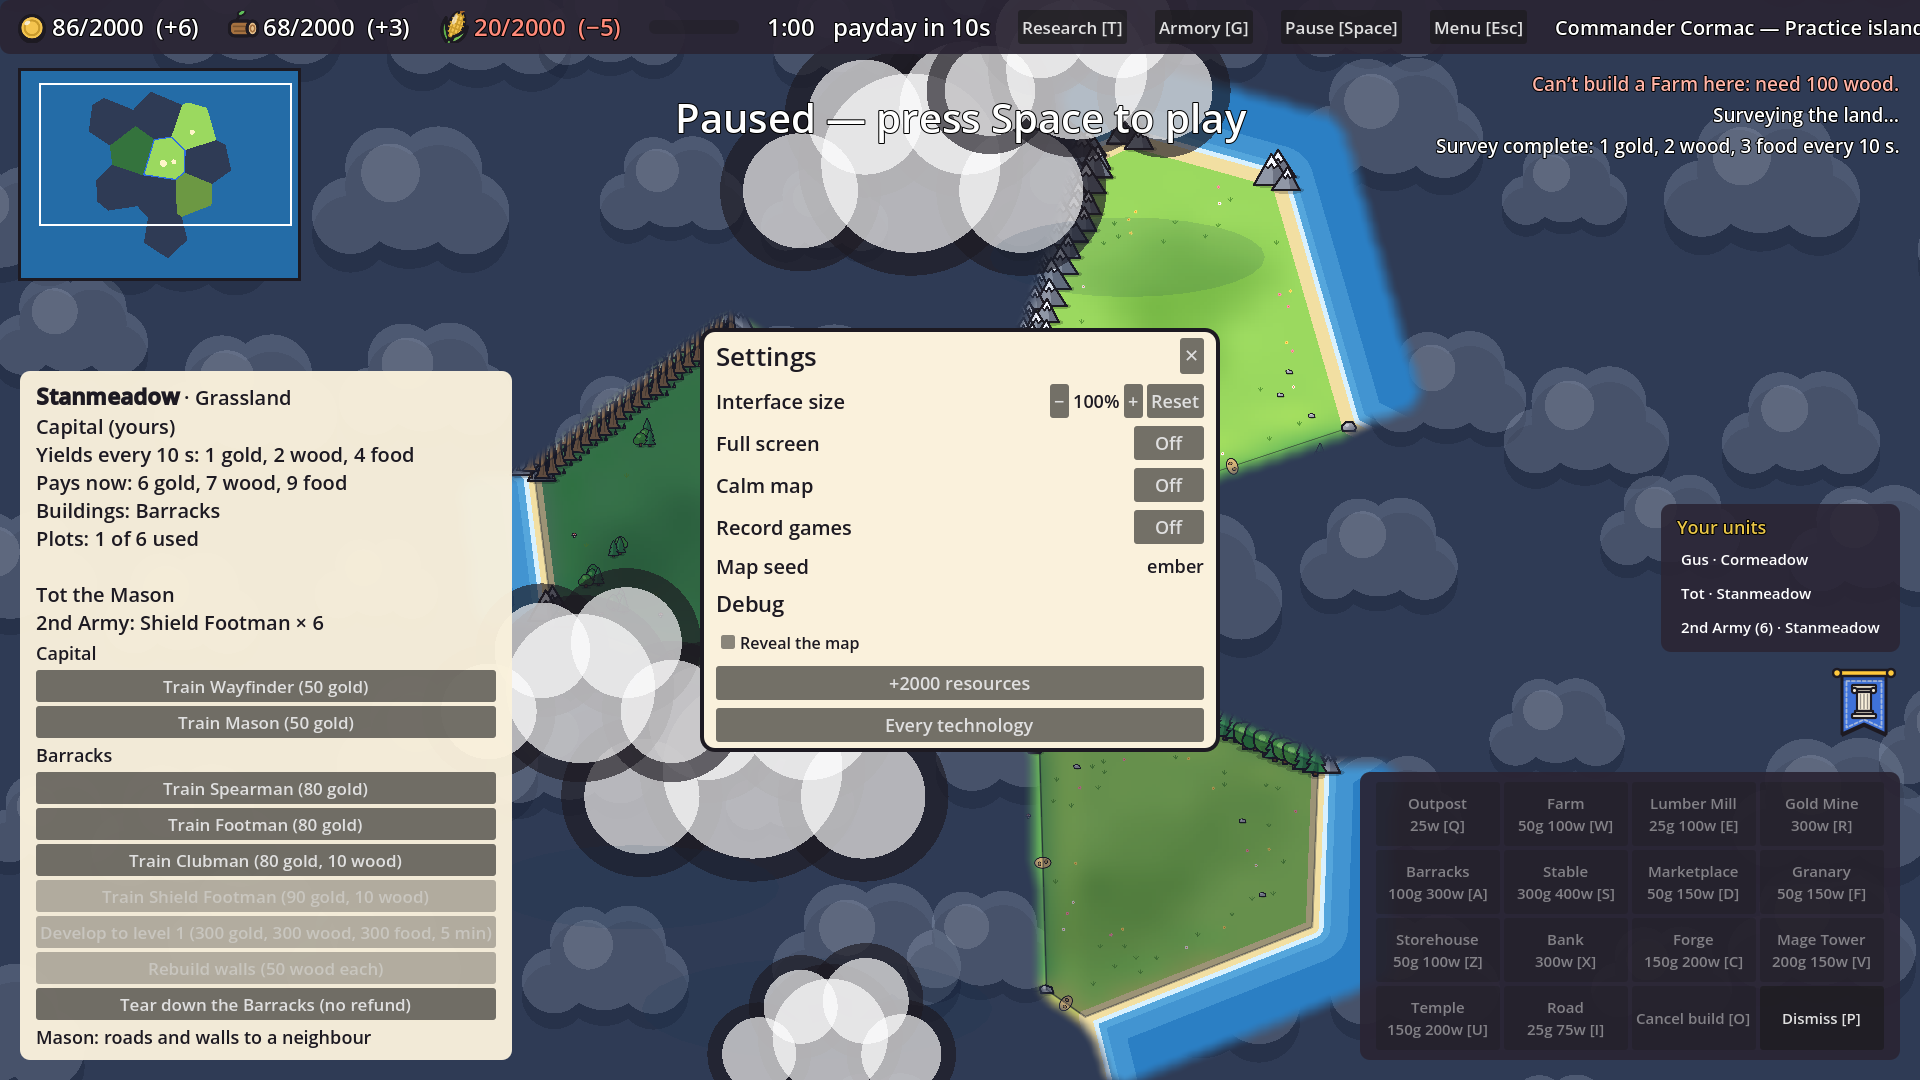 86/2000 (+6)
68/2000 (+3)
20/2000 (−5)
1:00 payday in 10s
Research [T]
Armory [G]
Pause [Space]
Menu [Esc]
Commander Cormac — Practice island
Can’t build a Farm here: need 100 wood.
Surveying the land…
Survey complete: 1 gold, 2 wood, 3 food every 10 s.
Paused — press Space to play
Stanmeadow · Grassland
Capital (yours)
Yields every 10 s: 1 gold, 2 wood, 4 food
Pays now: 6 gold, 7 wood, 9 food
Buildings: Barracks
Plots: 1 of 6 used
Tot the Mason
2nd Army: Shield Footman × 6
Capital
Train Wayfinder (50 gold)
Train Mason (50 gold)
Barracks
Train Spearman (80 gold)
Train Footman (80 gold)
Train Clubman (80 gold, 10 wood)
Train Shield Footman (90 gold, 10 wood)
Develop to level 1 (300 gold, 300 wood, 300 food, 5 min)
Rebuild walls (50 wood each)
Tear down the Barracks (no refund)
Mason: roads and walls to a neighbour
Settings
×
Interface size − 100% + Reset
Full screen Off
Calm map Off
Record games Off
Map seed ember
Debug
Reveal the map
+2000 resources
Every technology
Your units
Gus · Cormeadow
Tot · Stanmeadow
2nd Army (6) · Stanmeadow
Outpost
25w [Q]
Farm
50g 100w [W]
Lumber Mill
25g 100w [E]
Gold Mine
300w [R]
Barracks
100g 300w [A]
Stable
300g 400w [S]
Marketplace
50g 150w [D]
Granary
50g 150w [F]
Storehouse
50g 100w [Z]
Bank
300w [X]
Forge
150g 200w [C]
Mage Tower
200g 150w [V]
Temple
150g 200w [U]
Road
25g 75w [I]
Cancel build [O]
Dismiss [P]